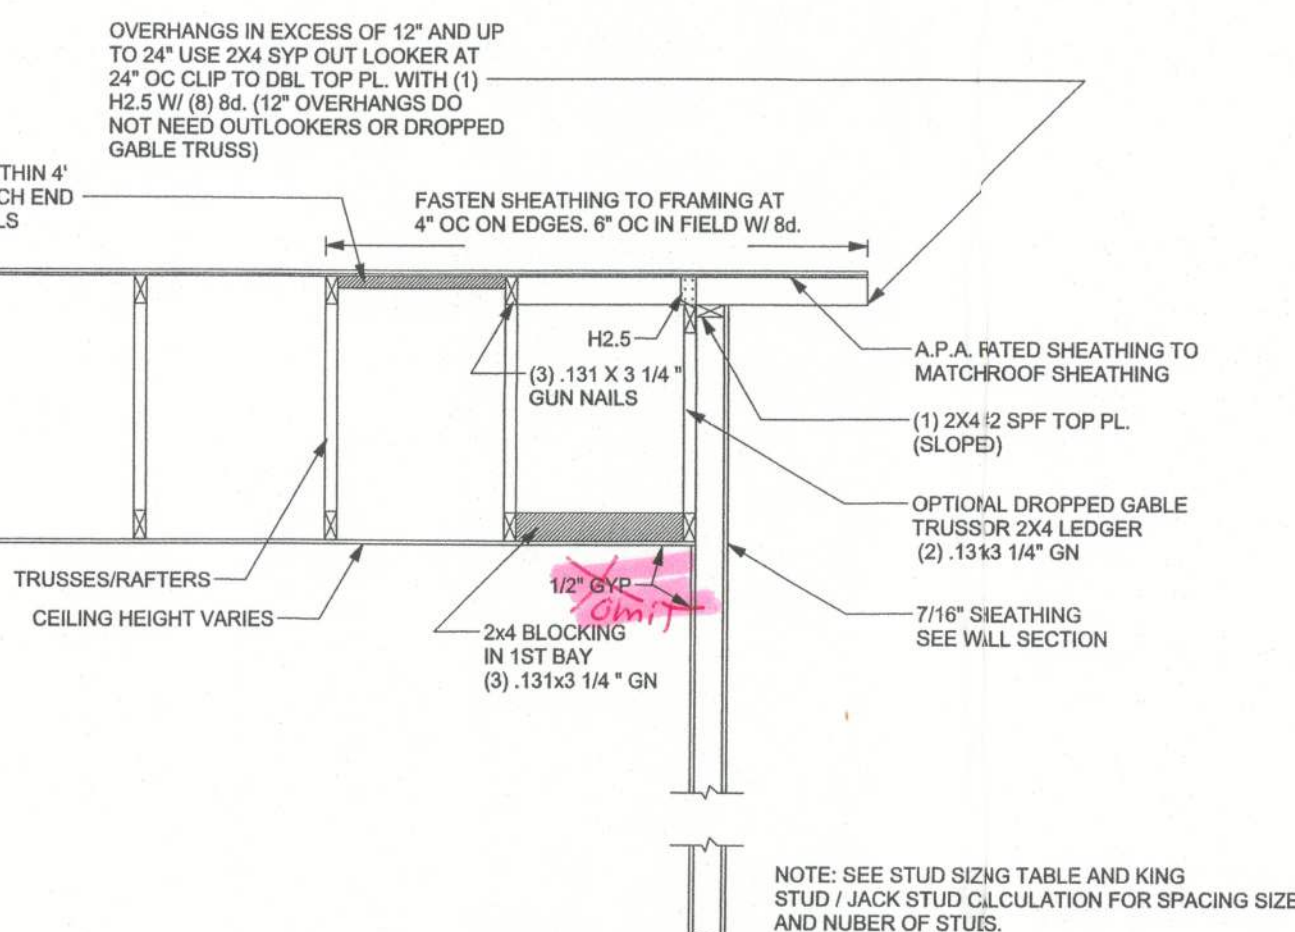 OVERHANGS IN EXCESS OF 12" AND UP
TO 24" USE 2X4 SYP OUT LOOKER AT
24" OC CLIP TO DBL TOP PL. WITH (1)
H2.5 W/ (8) 8d. (12" OVERHANGS DO
NOT NEED OUTLOOKERS OR DROPPED
GABLE TRUSS)
THIN 4'
CH END
LS
FASTEN SHEATHING TO FRAMING AT
4" OC ON EDGES. 6" OC IN FIELD W/ 8d.
H2.5
(3) .131 X 3 1/4 "
GUN NAILS
A.P.A. RATED SHEATHING TO
MATCHROOF SHEATHING
(1) 2X4 #2 SPF TOP PL.
(SLOPED)
OPTIONAL DROPPED GABLE
TRUSS OR 2X4 LEDGER
(2) .131x3 1/4" GN
TRUSSES/RAFTERS
CEILING HEIGHT VARIES
1/2" GYP
omit
2x4 BLOCKING
IN 1ST BAY
(3) .131x3 1/4 " GN
7/16" SHEATHING
SEE WALL SECTION
NOTE: SEE STUD SIZING TABLE AND KING
STUD / JACK STUD CALCULATION FOR SPACING SIZE
AND NUBER OF STUDS.